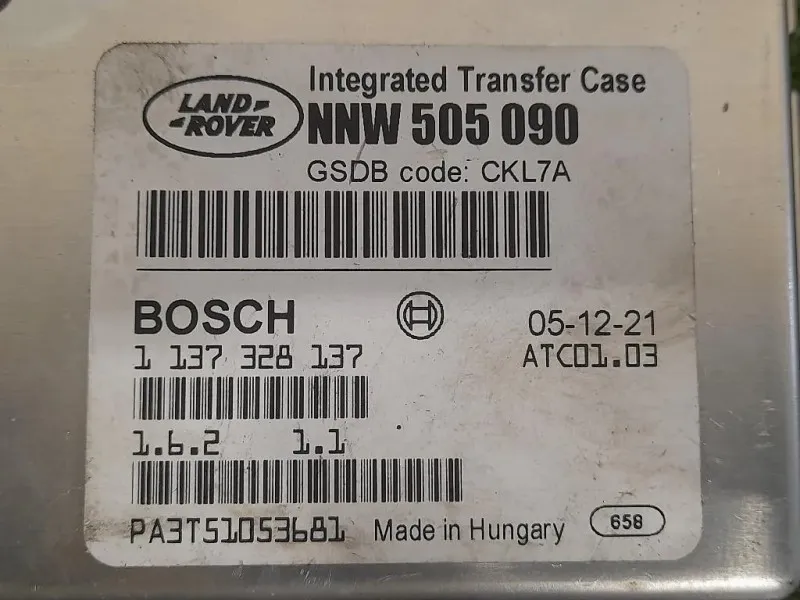 Integrated Transfer Case
LAND ROVER
NNW 505 090
GSDB code: CKL7A
BOSCH
05-12-21
1 137 328 137
ATC01.03
1.6.2 1.1
PA3T51053681 Made in Hungary 658